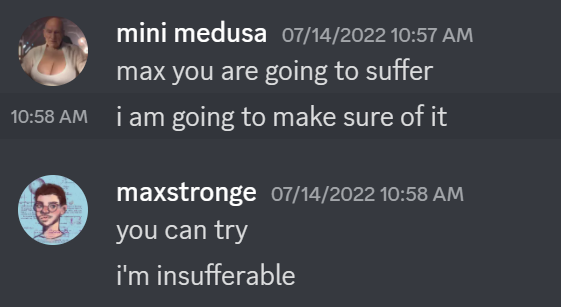 mini medusa 07/14/2022 10:57 AM
max you are going to suffer
10:58 AM i am going to make sure of it
maxstronge 07/14/2022 10:58 AM
you can try
i'm insufferable